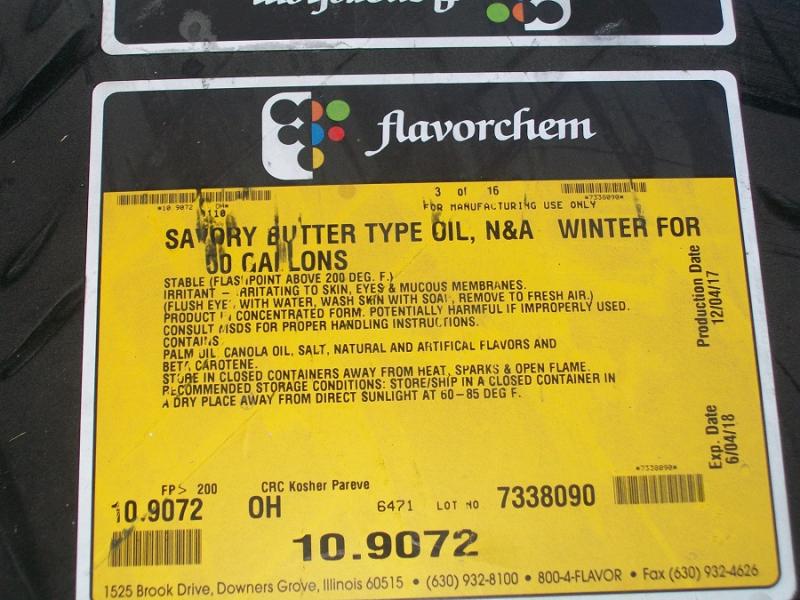 flavorchem
flavorchem
3 of 16
*10 9072
*7338090*
110
FOR MANUFACTURING USE ONLY
SAVORY BUTTER TYPE OIL, N&A WINTER FOR
GALLONS
STABLE (FLASHPOINT ABOVE 200 DEG. F.)
IRRITANT - IRRITATING TO SKIN, EYES & MUCOUS MEMBRANES.
(FLUSH EYE, WITH WATER, WASH SKIN WITH SOAP, REMOVE TO FRESH AIR.)
PRODUCT IN CONCENTRATED FORM. POTENTIALLY HARMFUL IF IMPROPERLY USED.
CONSULT MSDS FOR PROPER HANDLING INSTRUCTIONS.
CONTAINS
PALM OIL, CANOLA OIL, SALT, NATURAL AND ARTIFICAL FLAVORS AND
BETA CAROTENE.
STORE IN CLOSED CONTAINERS AWAY FROM HEAT, SPARKS & OPEN FLAME.
RECOMMENDED STORAGE CONDITIONS: STORE/SHIP IN A CLOSED CONTAINER IN
A DRY PLACE AWAY FROM DIRECT SUNLIGHT AT 60-85 DEG F.
Production Date
12/04/17
Exp. Date
6/04/18
*7338090*
FP> 200 CRC Kosher Pareve
10.9072 OH 6471 LOT NO 7338090
10.9072
1525 Brook Drive, Downers Grove, Illinois 60515 • (630) 932-8100 • 800-4-FLAVOR • Fax (630) 932-4626